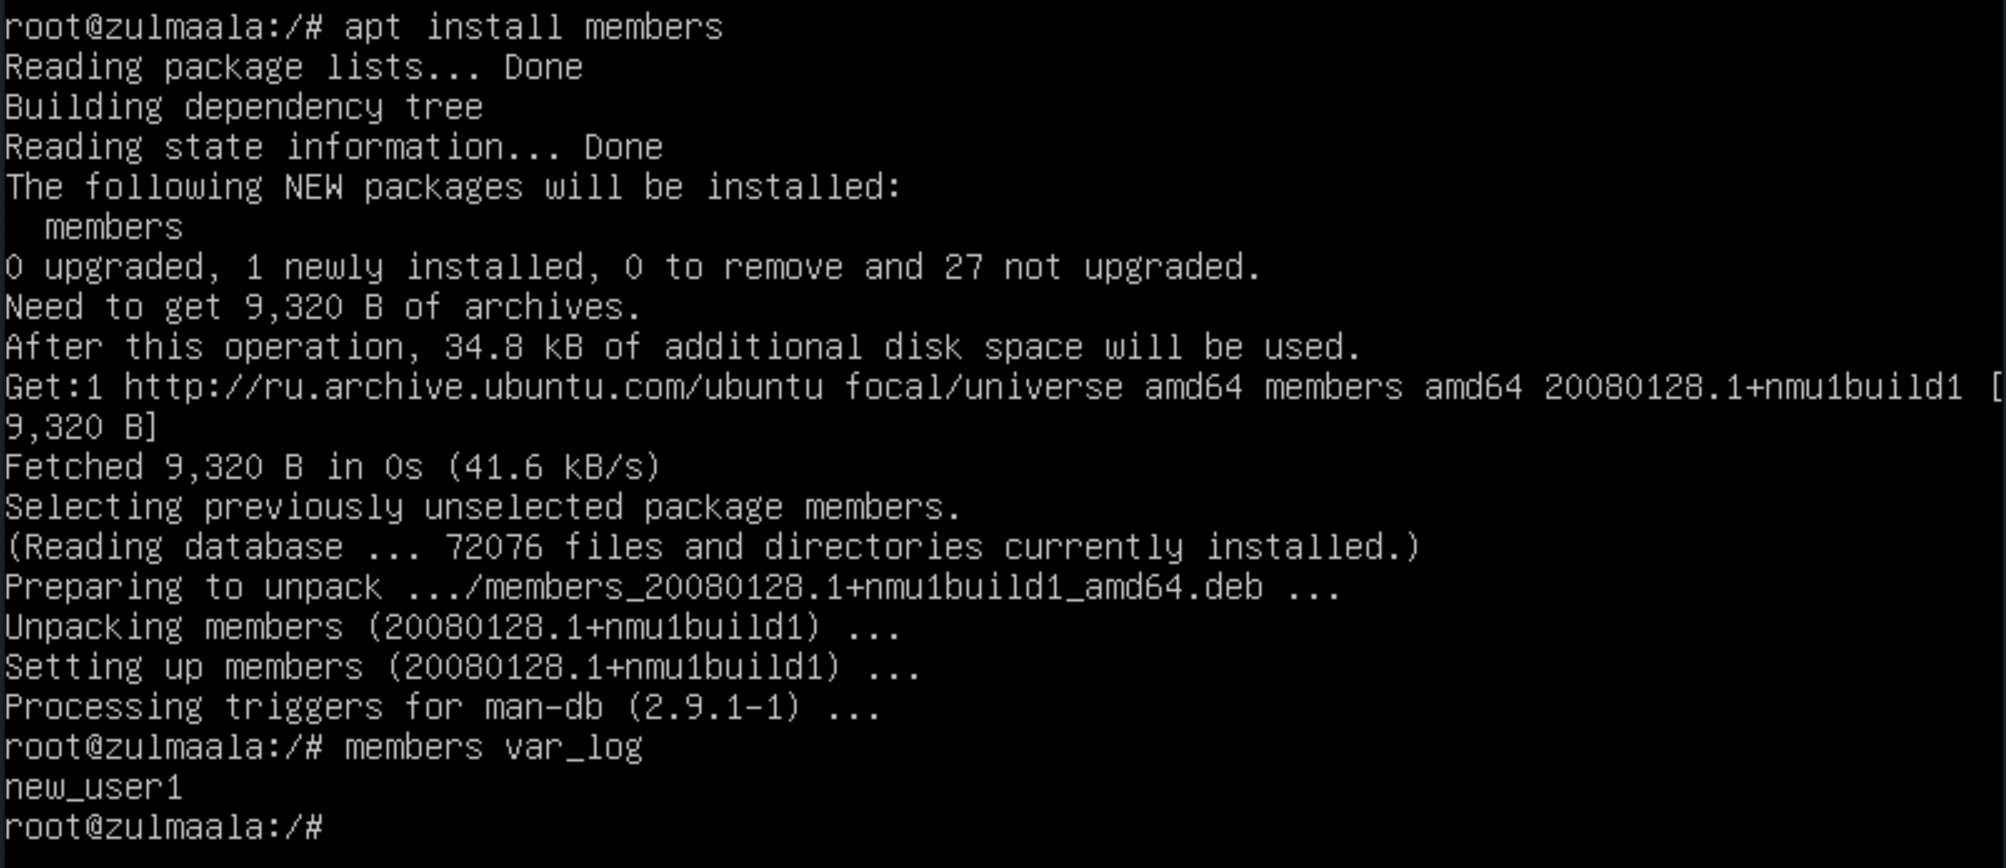 root@zulmaala:/# apt install members
Reading package lists... Done
Building dependency tree
Reading state information... Done
The following NEW packages will be installed:
  members
0 upgraded, 1 newly installed, 0 to remove and 27 not upgraded.
Need to get 9,320 B of archives.
After this operation, 34.8 kB of additional disk space will be used.
Get:1 http://ru.archive.ubuntu.com/ubuntu focal/universe amd64 members amd64 20080128.1+nmu1build1 [
9,320 B]
Fetched 9,320 B in 0s (41.6 kB/s)
Selecting previously unselected package members.
(Reading database ... 72076 files and directories currently installed.)
Preparing to unpack .../members_20080128.1+nmu1build1_amd64.deb ...
Unpacking members (20080128.1+nmu1build1) ...
Setting up members (20080128.1+nmu1build1) ...
Processing triggers for man-db (2.9.1-1) ...
root@zulmaala:/# members var_log
new_user1
root@zulmaala:/#